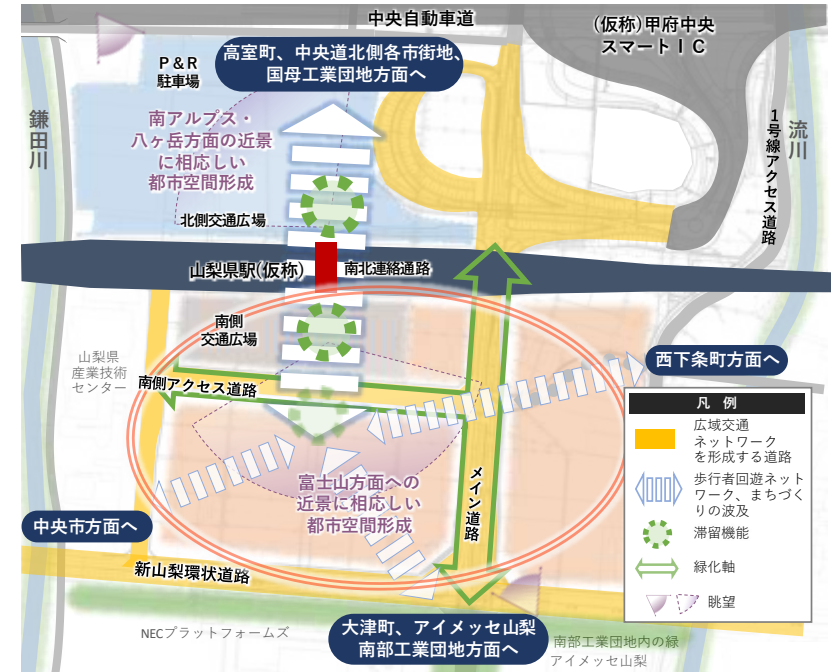 中央自動車道
(仮称)甲府中央
スマートIC
P&R
駐車場
高室町、中央道北側各市街地、
国母工業団地方面へ
鎌田川
南アルプス・
八ヶ岳方面の近景
に相応しい
都市空間形成
1号線アクセス道路
流川
北側交通広場
山梨県駅(仮称)
南北連絡通路
南側
交通広場
山梨県
産業技術
センター
南側アクセス道路
西下条町方面へ
メイン道路
富士山方面への
近景に相応しい
都市空間形成
中央市方面へ
新山梨環状道路
NECプラットフォームズ
大津町、アイメッセ山梨
南部工業団地方面へ
南部工業団地内の緑
アイメッセ山梨
凡 例
広域交通
ネットワーク
を形成する道路
歩行者回遊ネット
ワーク、まちづく
りの波及
滞留機能
緑化軸
眺望